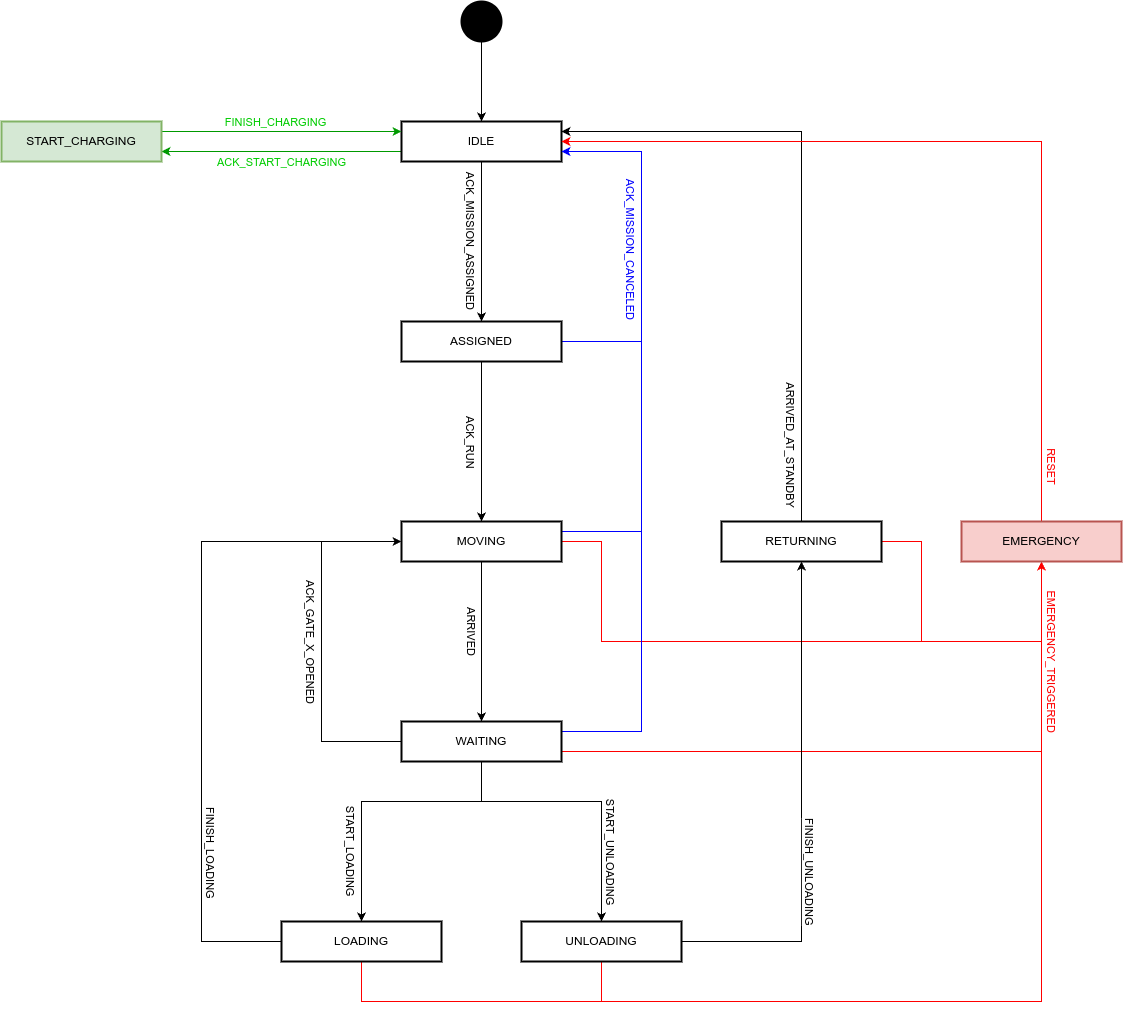 FINISH_CHARGING
START_CHARGING
IDLE
ACK_START_CHARGING
ACK_MISSION_ASSIGNED
ACK_MISSION_CANCELED
ASSIGNED
ARRIVED_AT_STANDBY
ACK_RUN
RESET
MOVING
RETURNING
EMERGENCY
ACK_GATE_X_OPENED
ARRIVED
EMERGENCY_TRIGGERED
WAITING
FINISH_LOADING
START_LOADING
START_UNLOADING
FINISH_UNLOADING
LOADING
UNLOADING